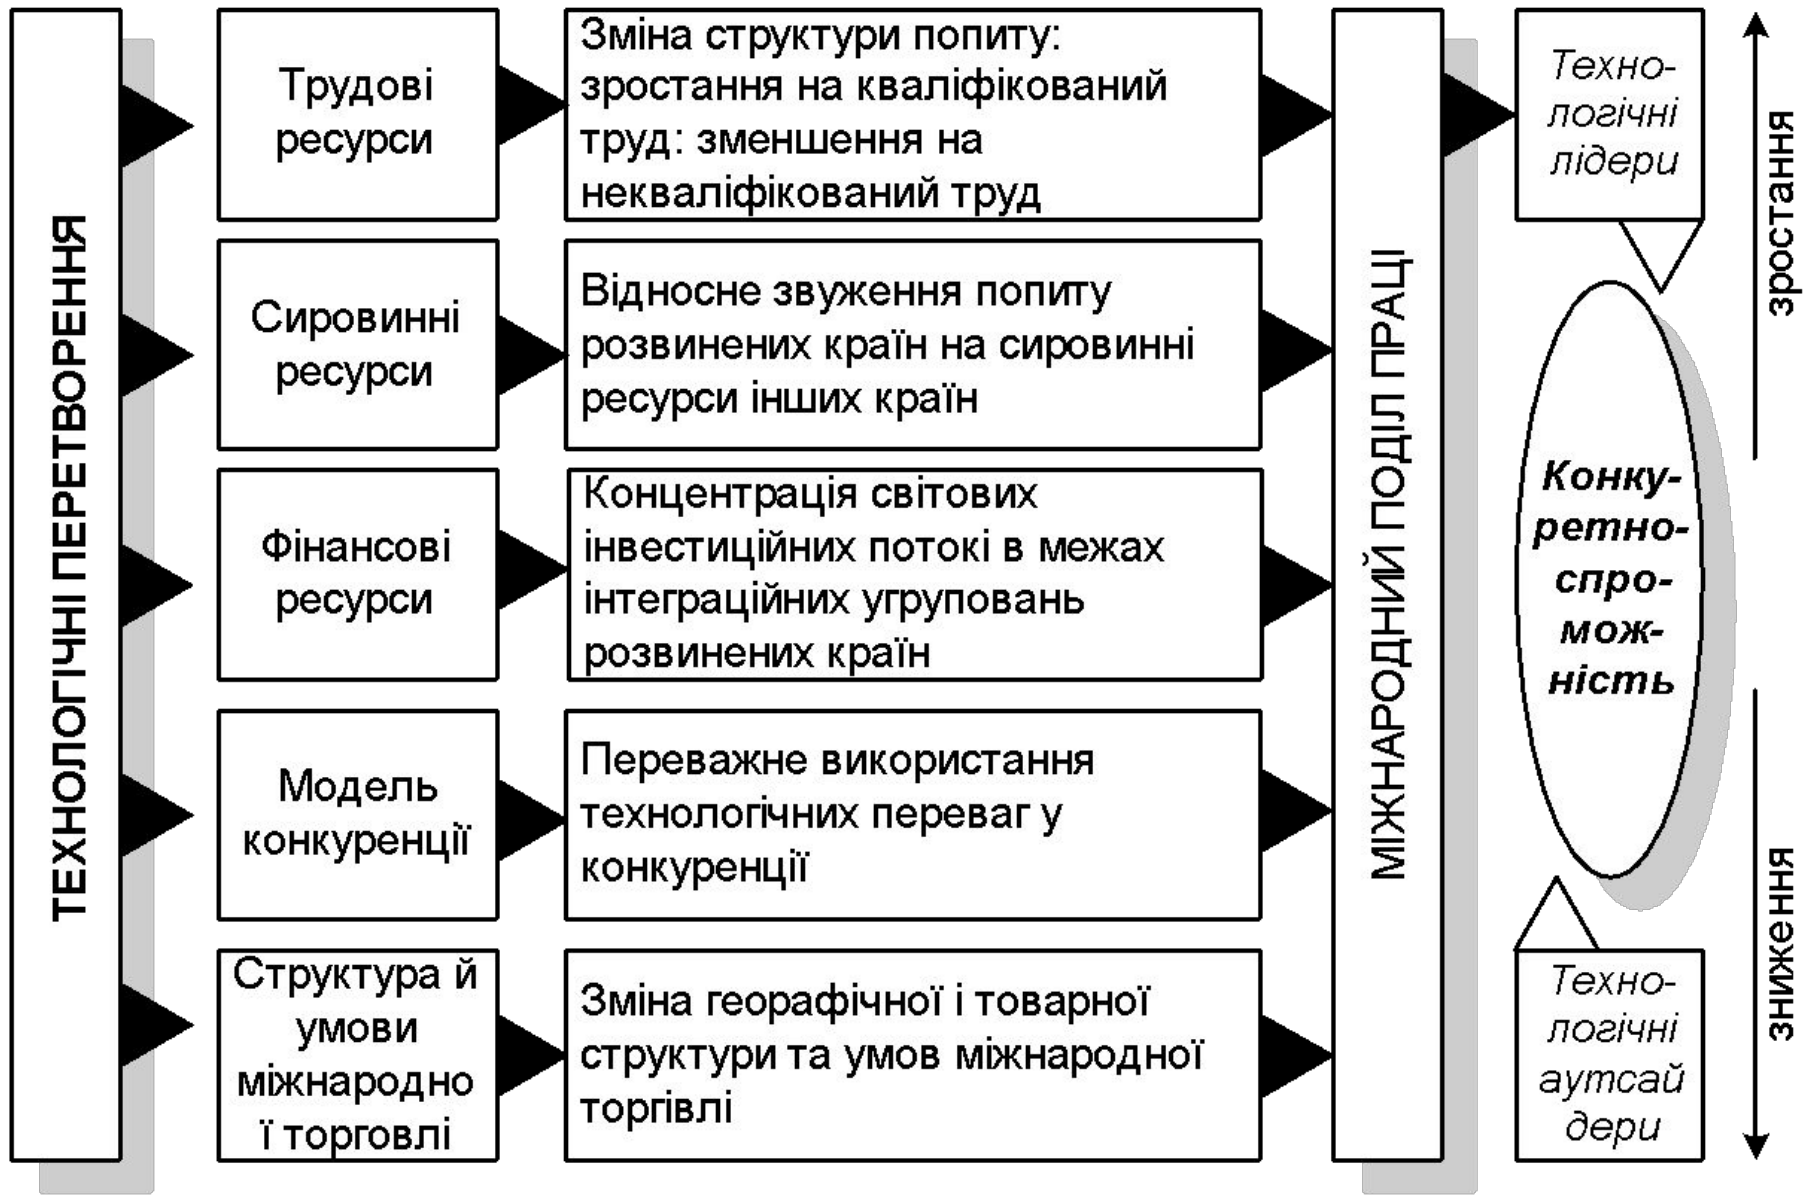 ТЕХНОЛОГІЧНІ ПЕРЕТВОРЕННЯ
Трудові
ресурси
Зміна структури попиту:
зростання на кваліфікований
труд: зменшення на
некваліфікований труд
Сировинні
ресурси
Відносне звуження попиту
розвинених країн на сировинні
ресурси інших країн
Фінансові
ресурси
Концентрація світових
інвестиційних потокі в межах
інтеграційних угруповань
розвинених країн
Модель
конкуренції
Переважне використання
технологічних переваг у
конкуренції
Структура й
умови
міжнародно
ї торговлі
Зміна георафічної і товарної
структури та умов міжнародної
торгівлі
МІЖНАРОДНИЙ ПОДІЛ ПРАЦІ
Техно-
логічні
лідери
Конку-
ретно-
спро-
мож-
ність
Техно-
логічні
аутсай
дери
зростання
зниження